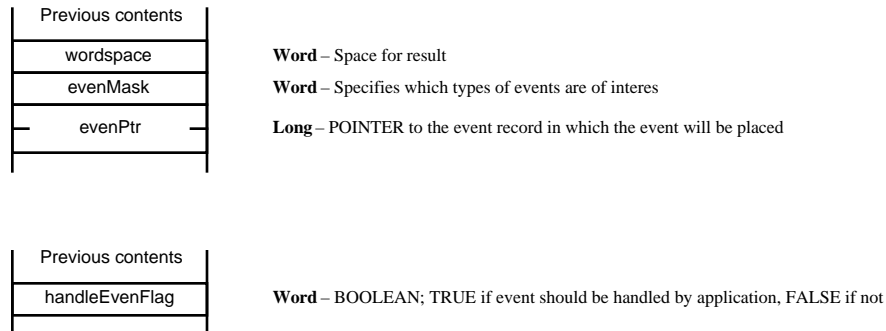 Previous contents
wordspace Word – Space for result
evenMask Word – Specifies which types of events are of interes
evenPtr Long – POINTER to the event record in which the event will be placed
Previous contents
handleEvenFlag Word – BOOLEAN; TRUE if event should be handled by application, FALSE if not